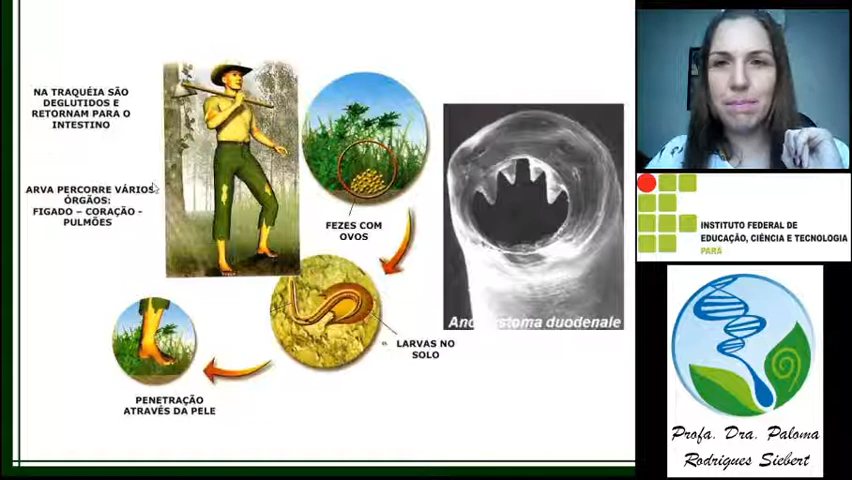 NA TRAQUÉIA SÃO
DEGLUTIDOS E
RETORNAM PARA O
INTESTINO
ARVA PERCORRE VÁRIOS
ÓRGÃOS:
FIGADO – CORAÇÃO -
PULMÕES
FEZES COM
OVOS
LARVAS NO
SOLO
PENETRAÇÃO
ATRAVÉS DA PELE
Ancylostoma duodenale
INSTITUTO FEDERAL DE
EDUCAÇÃO, CIÊNCIA E TECNOLOGIA
PARÁ
Profa. Dra. Paloma
Rodrigues Siebert